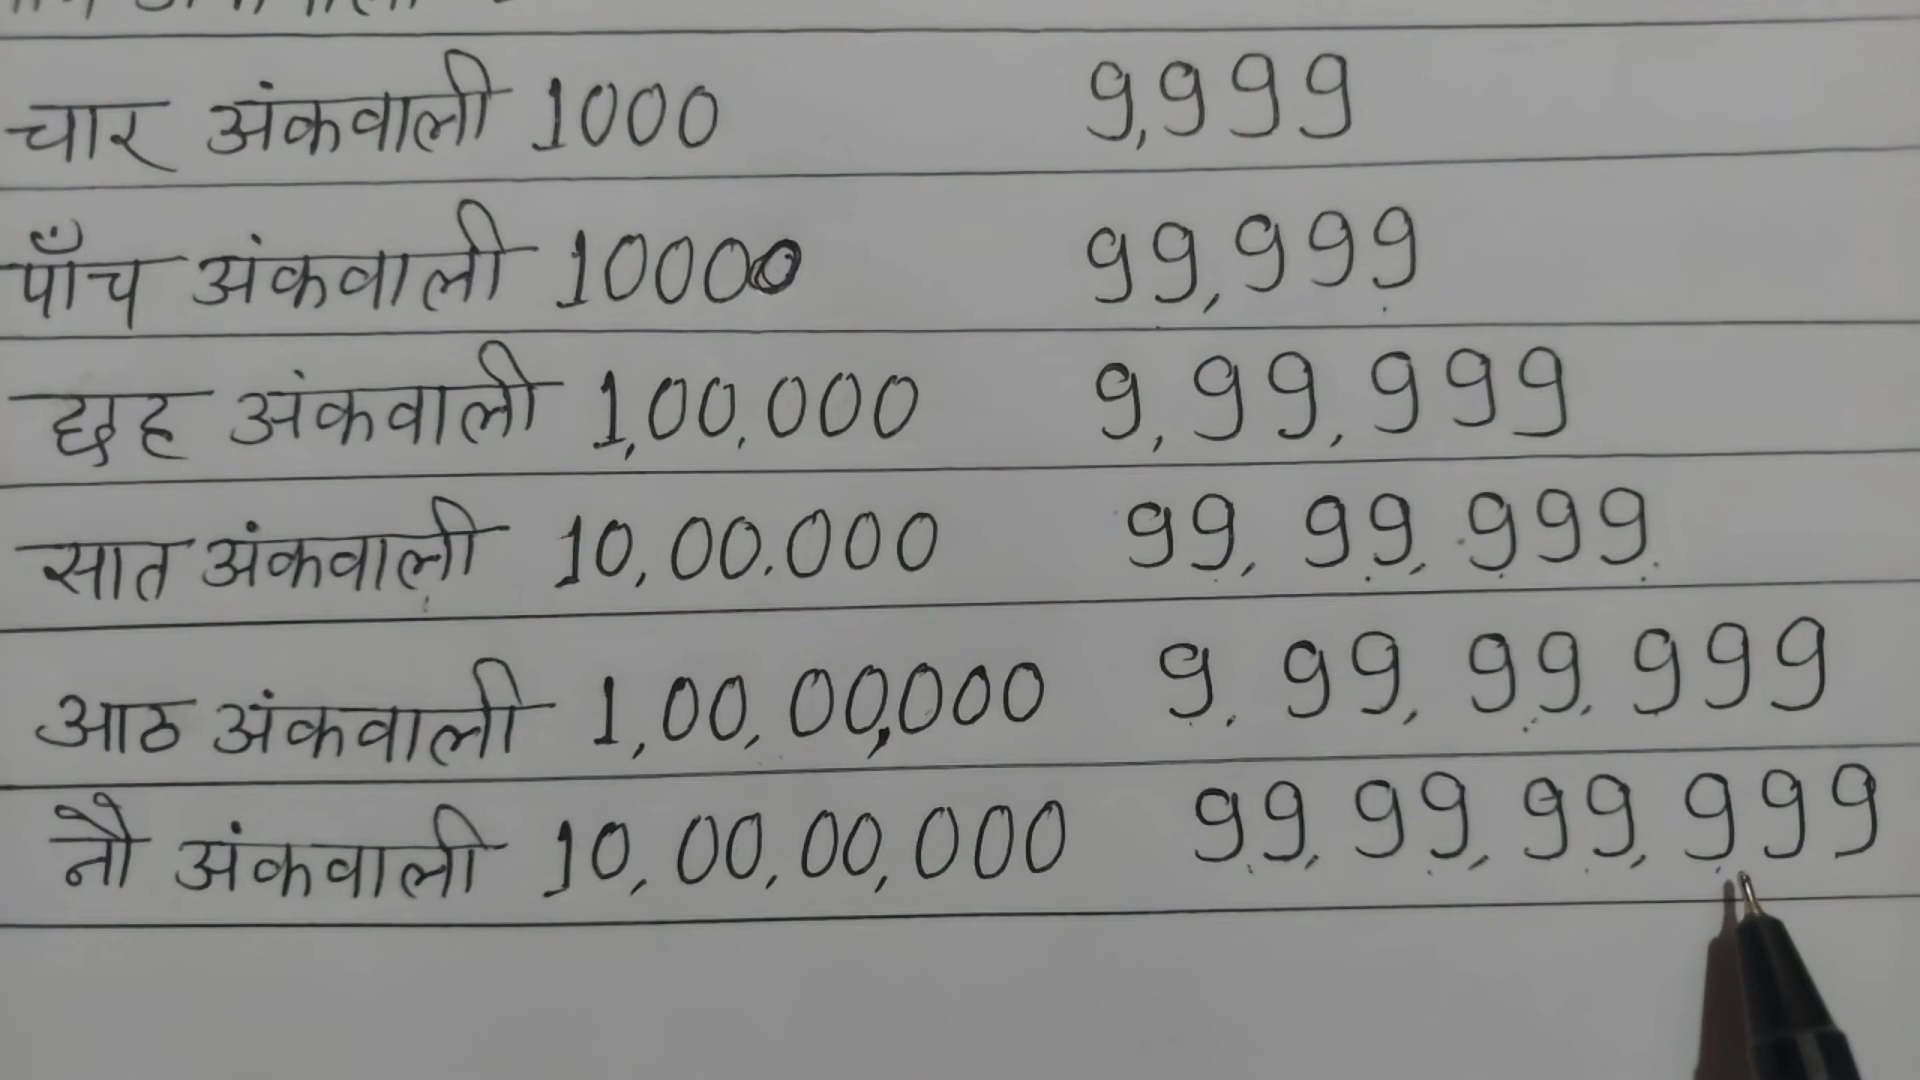 चार अंकवाली 1000 9,999
पाँच अंकवाली 10000 99,999
छह अंकवाली 1,00,000 9,99,999
सात अंकवाली 10,00.000 99,99,999
आठ अंकवाली 1,00,00,000 9,99,99,999
नौ अंकवाली 10,00,00,000 99,99,99,999